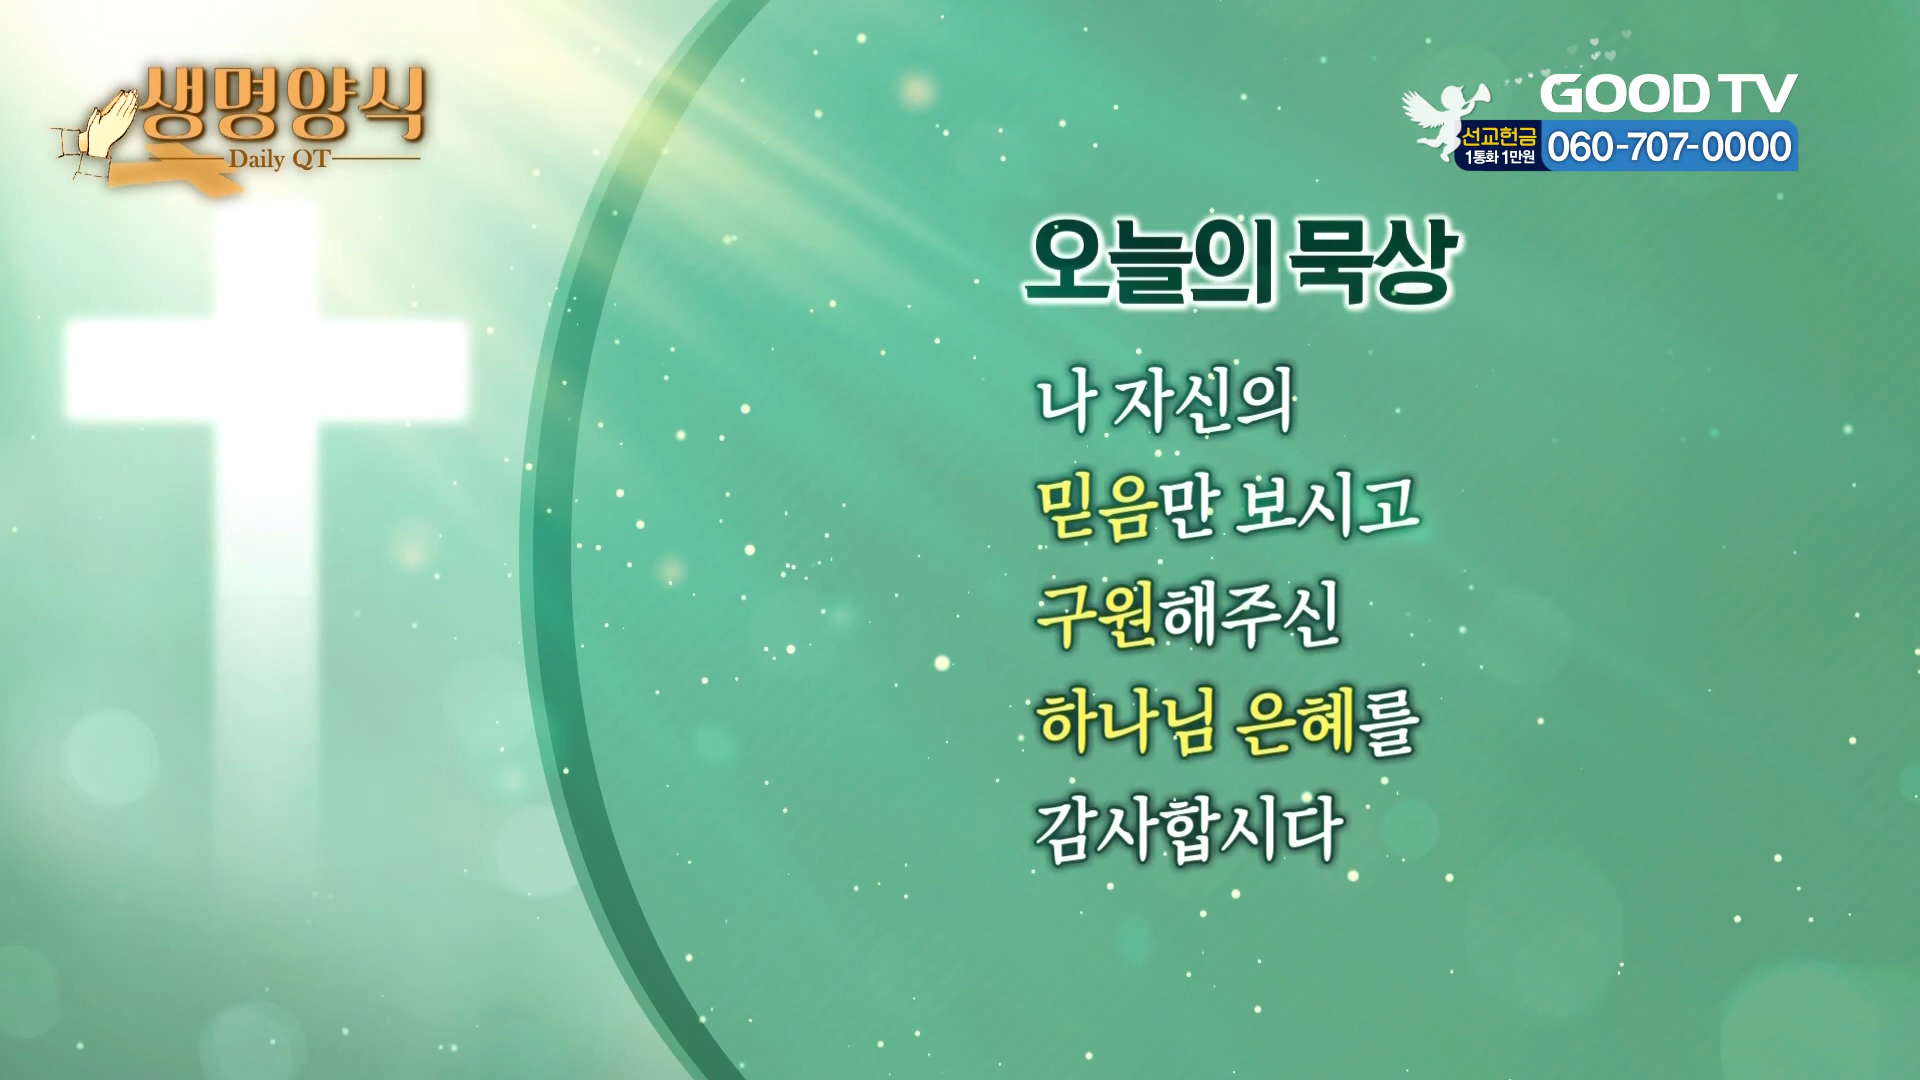 생명양식
Daily QT
GOODTV
선교헌금
1통화 1만원
060-707-0000
오늘의 묵상
나 자신의
믿음만 보시고
구원해주신
하나님 은혜를
감사합시다